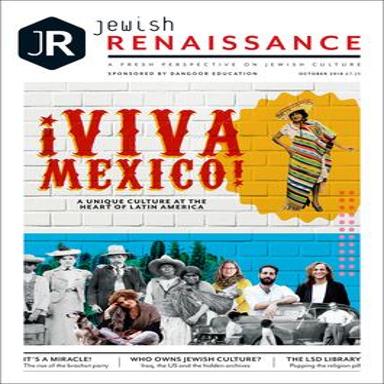 JR
jewish
RENAISSANCE
A FRESH PERSPECTIVE ON JEWISH CULTURE
SPONSORED BY DANGOOR EDUCATION
OCTOBER 2018 £7.25
¡VIVA
MEXICO!
A UNIQUE CULTURE AT THE
HEART OF LATIN AMERICA
IT'S A MIRACLE!
The rise of the brochet party
WHO OWNS JEWISH CULTURE?
Iraq, the US and the hidden archives
THE LSD LIBRARY
Popping the religion pill